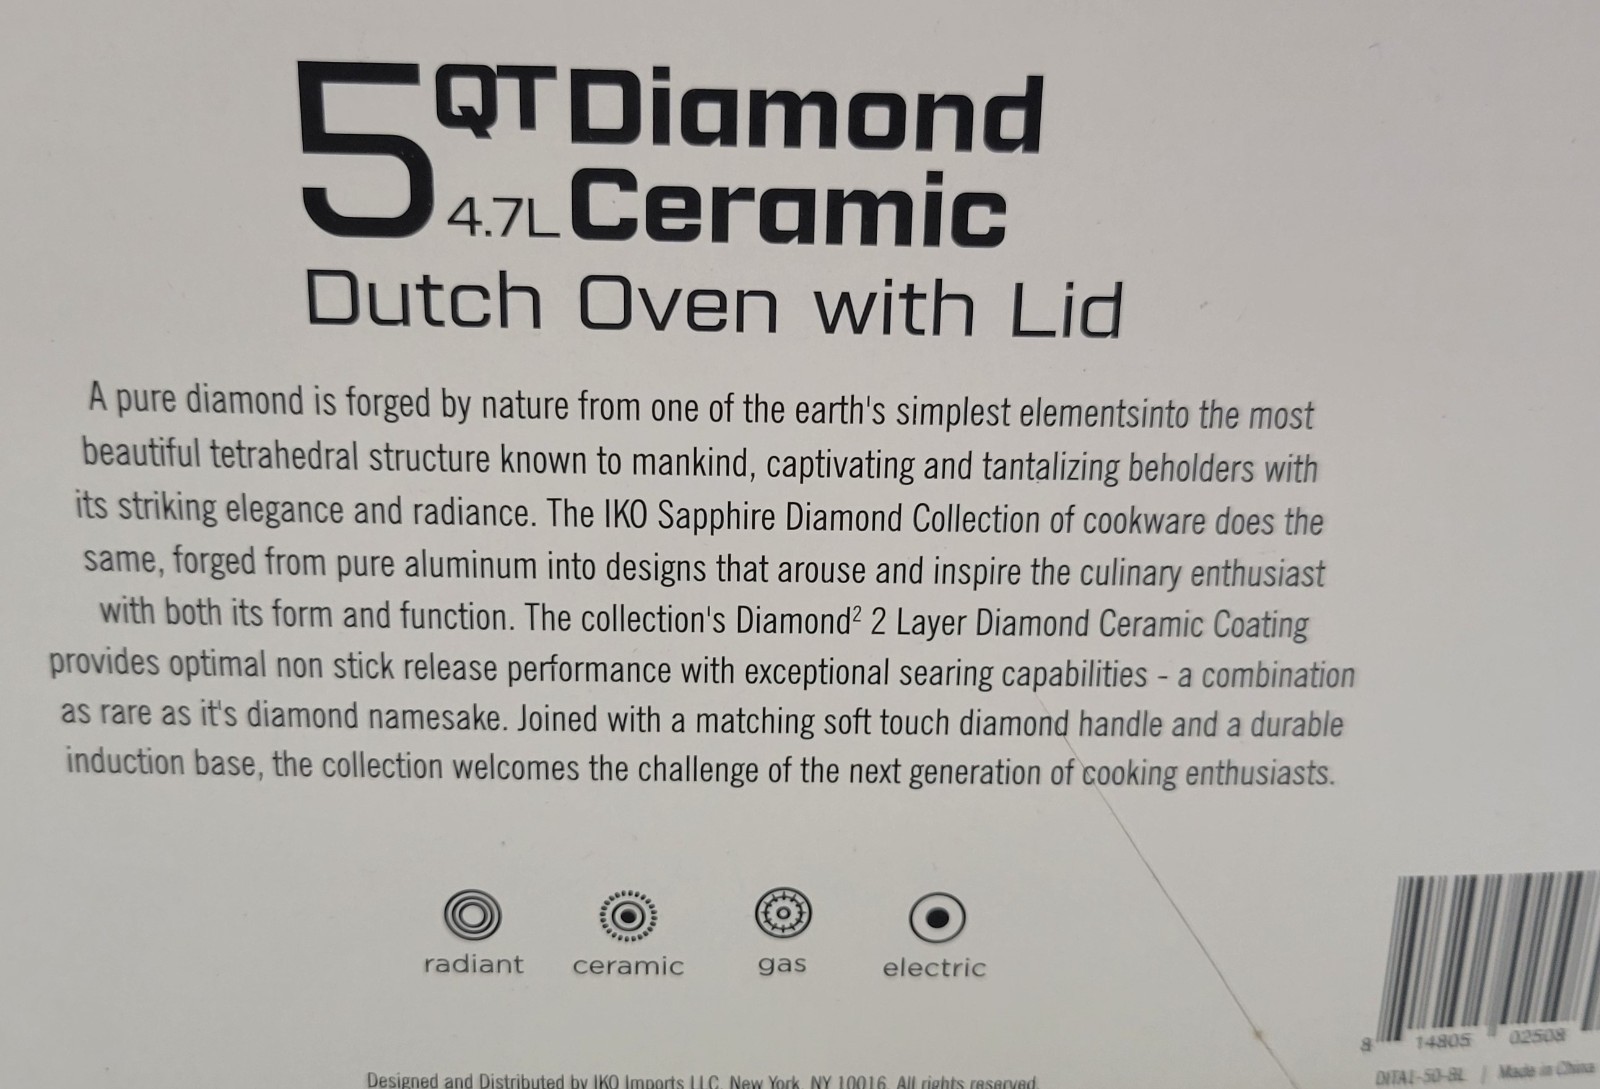 5 QT Diamond
4.7L Ceramic
Dutch Oven with Lid
A pure diamond is forged by nature from one of the earth's simplest elementsinto the most
beautiful tetrahedral structure known to mankind, captivating and tantalizing beholders with
its striking elegance and radiance. The IKO Sapphire Diamond Collection of cookware does the
same, forged from pure aluminum into designs that arouse and inspire the culinary enthusiast
with both its form and function. The collection's Diamond² 2 Layer Diamond Ceramic Coating
provides optimal non stick release performance with exceptional searing capabilities - a combination
as rare as it's diamond namesake. Joined with a matching soft touch diamond handle and a durable
induction base, the collection welcomes the challenge of the next generation of cooking enthusiasts.
radiant ceramic gas electric
8 14805 02508
Designed and Distributed by IKO Imports LLC, New York, NY 10016. All rights reserved.
| Made in China